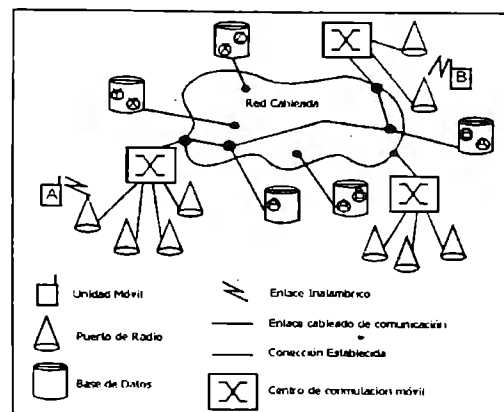 Red Cableada
B
A
Unidad Móvil
Enlace Inalambrico
Puerto de Radio
Enlace cableado de comunicación
Conección Establecida
Base de Datos
Centro de conmutacion móvil